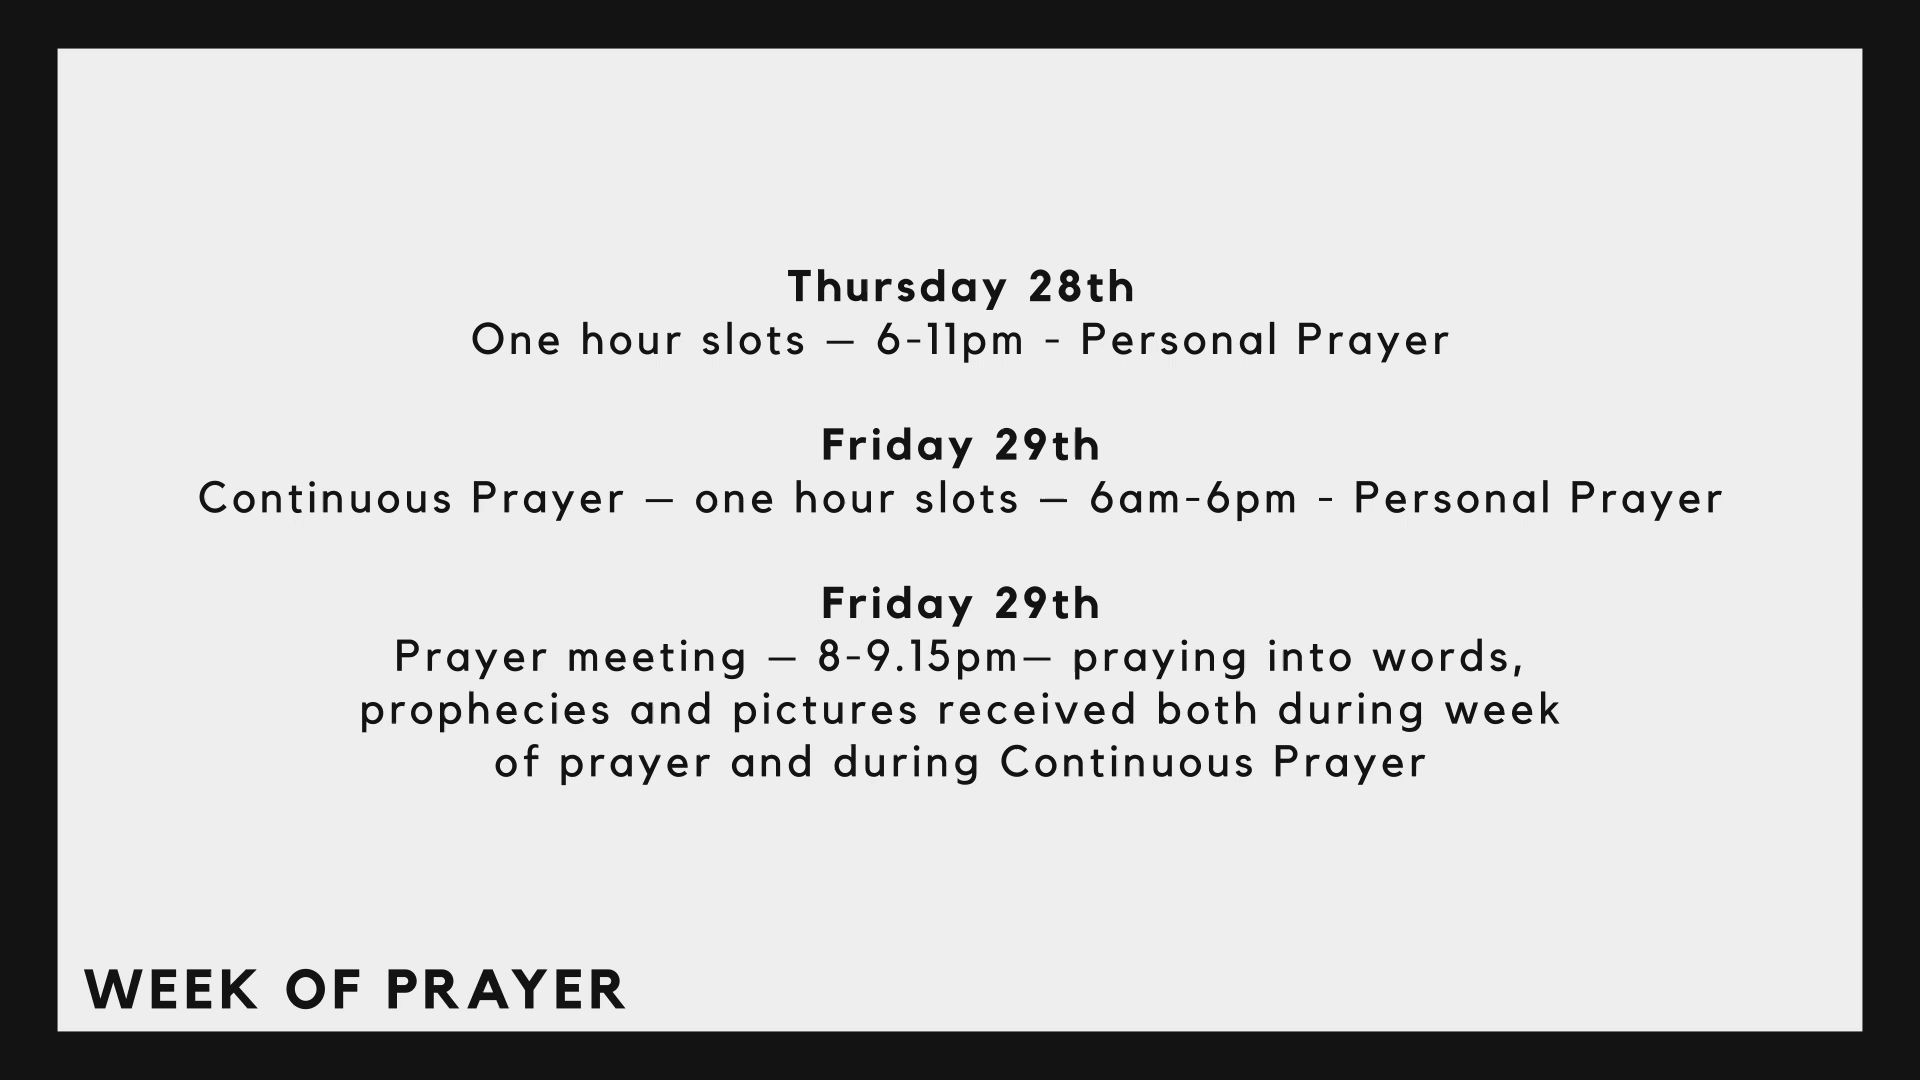 Thursday 28th
One hour slots – 6-11pm - Personal Prayer
Friday 29th
Continuous Prayer – one hour slots – 6am-6pm - Personal Prayer
Friday 29th
Prayer meeting – 8-9.15pm– praying into words,
prophecies and pictures received both during week
of prayer and during Continuous Prayer
WEEK OF PRAYER